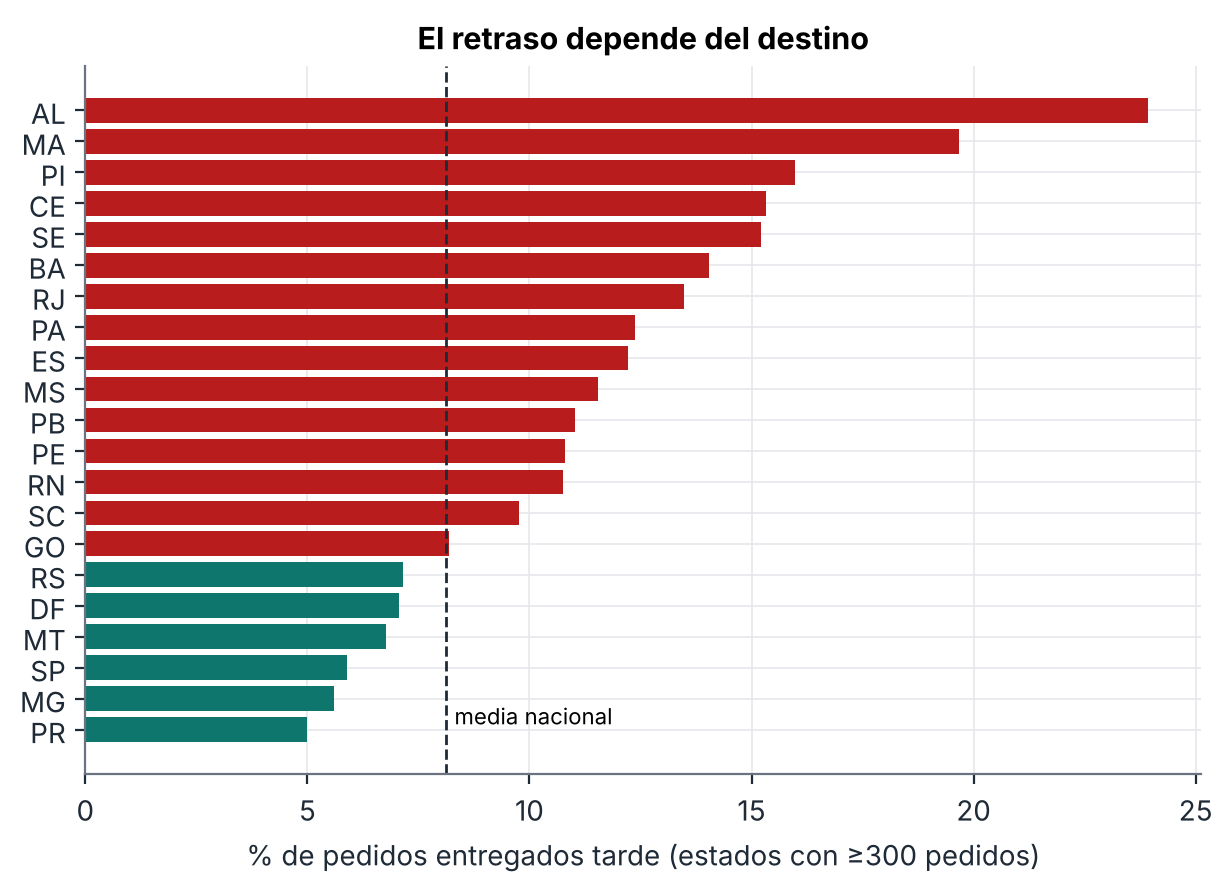 El retraso depende del destino
AL
MA
PI
CE
SE
BA
RJ
PA
ES
MS
PB
PE
RN
SC
GO
RS
DF
MT
SP
MG
media nacional
PR
0 5 10 15 20 25
% de pedidos entregados tarde (estados con ≥300 pedidos)